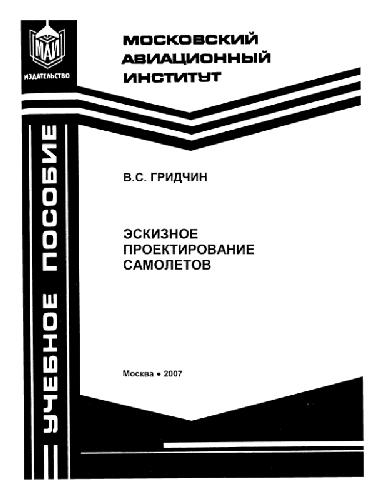 МАИ
ИЗДАТЕЛЬСТВО
МОСКОВСКИЙ
АВИАЦИОННЫЙ
ИНСТИТУТ
УЧЕБНОЕ ПОСОБИЕ
В.С. ГРИДЧИН
ЭСКИЗНОЕ
ПРОЕКТИРОВАНИЕ
САМОЛЕТОВ
Москва • 2007